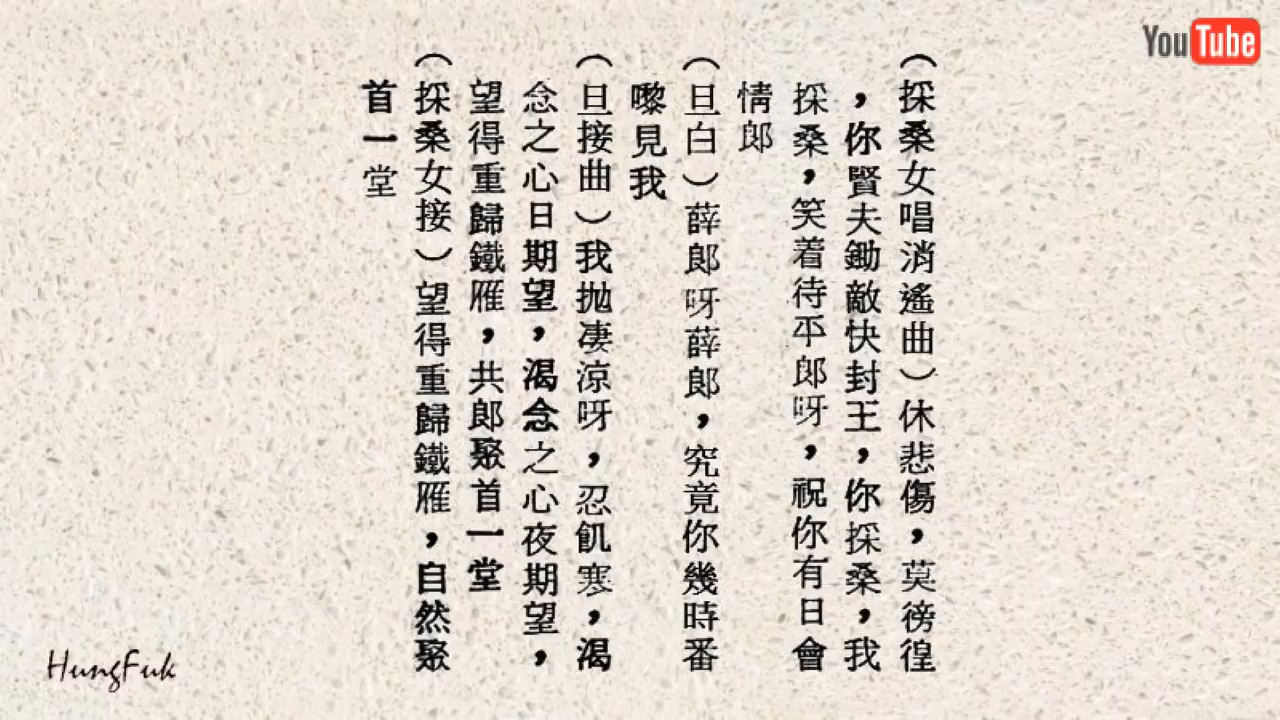 YouTube
（採桑女唱消遙曲）休悲傷，莫徬徨
，你賢夫鋤敵快封王，你採桑，我
採桑，笑着待平郎呀，祝你有日會
情郎
（旦白）薛郎呀薛郎，究竟你幾時番
嚟見我
（旦接曲）我拋凄涼呀，忍飢寒，渴
念之心日期望，渴念之心夜期望，
望得重歸鐵雁，共郎聚首一堂
（採桑女接）望得重歸鐵雁，自然聚
首一堂
HungFuk